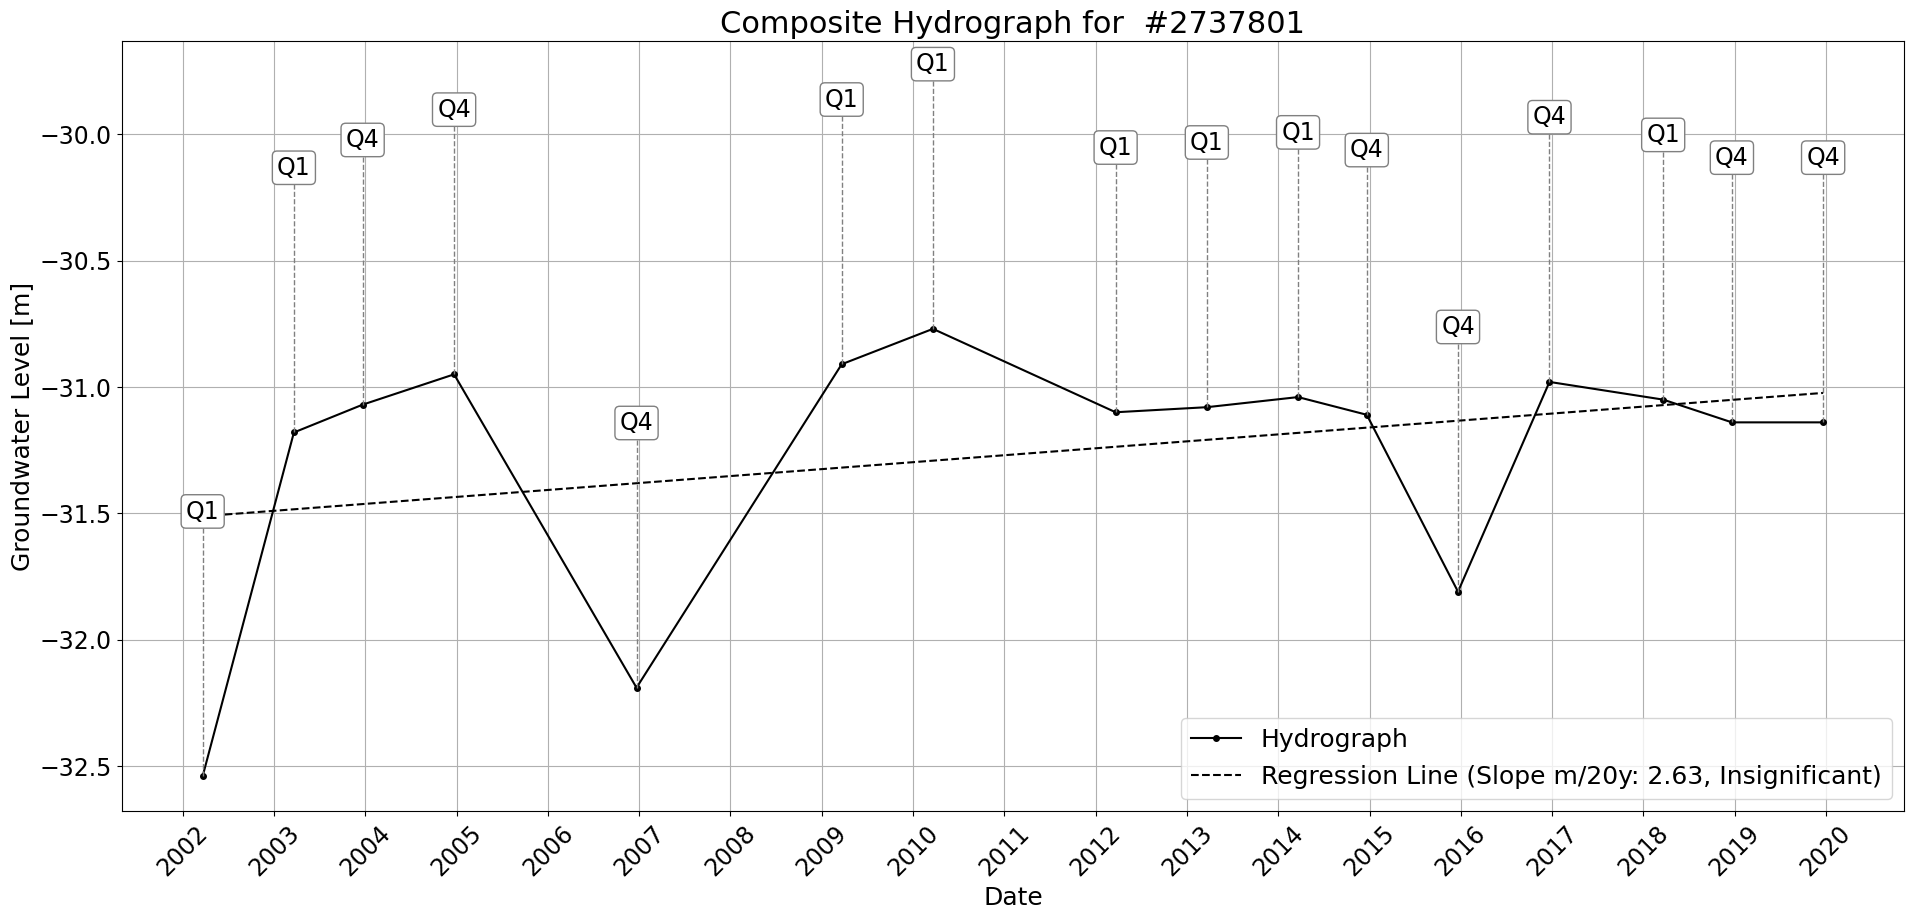 Composite Hydrograph for  #2737801
Q1
Q1
Q4
Q4
Q4
Q1
Q1
Q1
Q1
Q1
Q4
Q4
Q4
Q1
Q4
Q4
−30.0
−30.5
−31.0
−31.5
−32.0
−32.5
Groundwater Level [m]
Hydrograph
Regression Line (Slope m/20y: 2.63, Insignificant)
2002
2003
2004
2005
2006
2007
2008
2009
2010
2011
2012
2013
2014
2015
2016
2017
2018
2019
2020
Date